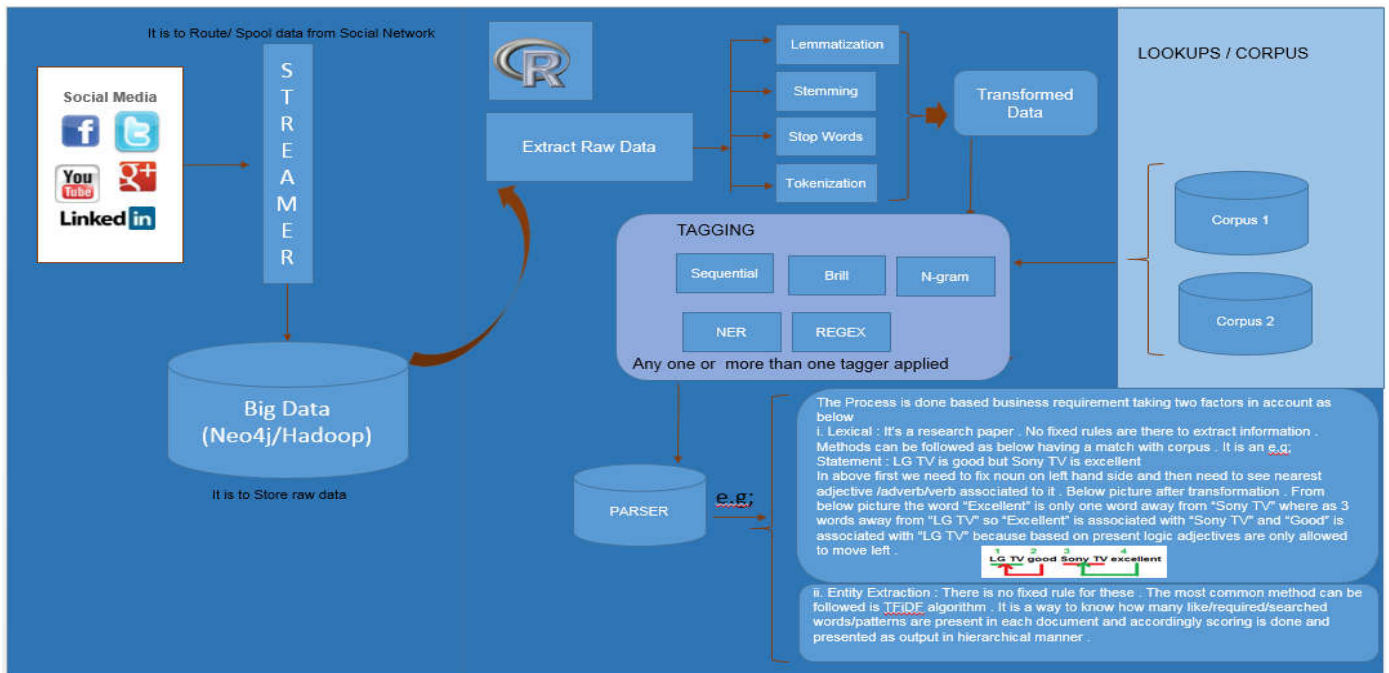 It is to Route/ Spool data from Social Network
Social Media
f
t
You
Tube
g+
Linked in
STREAMER
Big Data
(Neo4j/Hadoop)
It is to Store raw data
R
Extract Raw Data
Lemmatization
Stemming
Stop Words
Tokenization
Transformed
Data
LOOKUPS / CORPUS
Corpus 1
Corpus 2
TAGGING
Sequential
Brill
N-gram
NER
REGEX
Any one or more than one tagger applied
PARSER
e.g;
The Process is done based business requirement taking two factors in account as
below
i. Lexical : It's a research paper . No fixed rules are there to extract information .
Methods can be followed as below having a match with corpus . It is an e.g;
Statement : LG TV is good but Sony TV is excellent
In above first we need to fix noun on left hand side and then need to see nearest
adjective /adverb/verb associated to it . Below picture after transformation . From
below picture the word “Excellent” is only one word away from “Sony TV” where as 3
words away from “LG TV” so “Excellent” is associated with “Sony TV” and “Good” is
associated with “LG TV” because based on present logic adjectives are only allowed
to move left .
1 2 3 4
LG TV good Sony TV excellent
ii. Entity Extraction : There is no fixed rule for these . The most common method can be
followed is TFiDF algorithm . It is a way to know how many like/required/searched
words/patterns are present in each document and accordingly scoring is done and
presented as output in hierarchical manner .